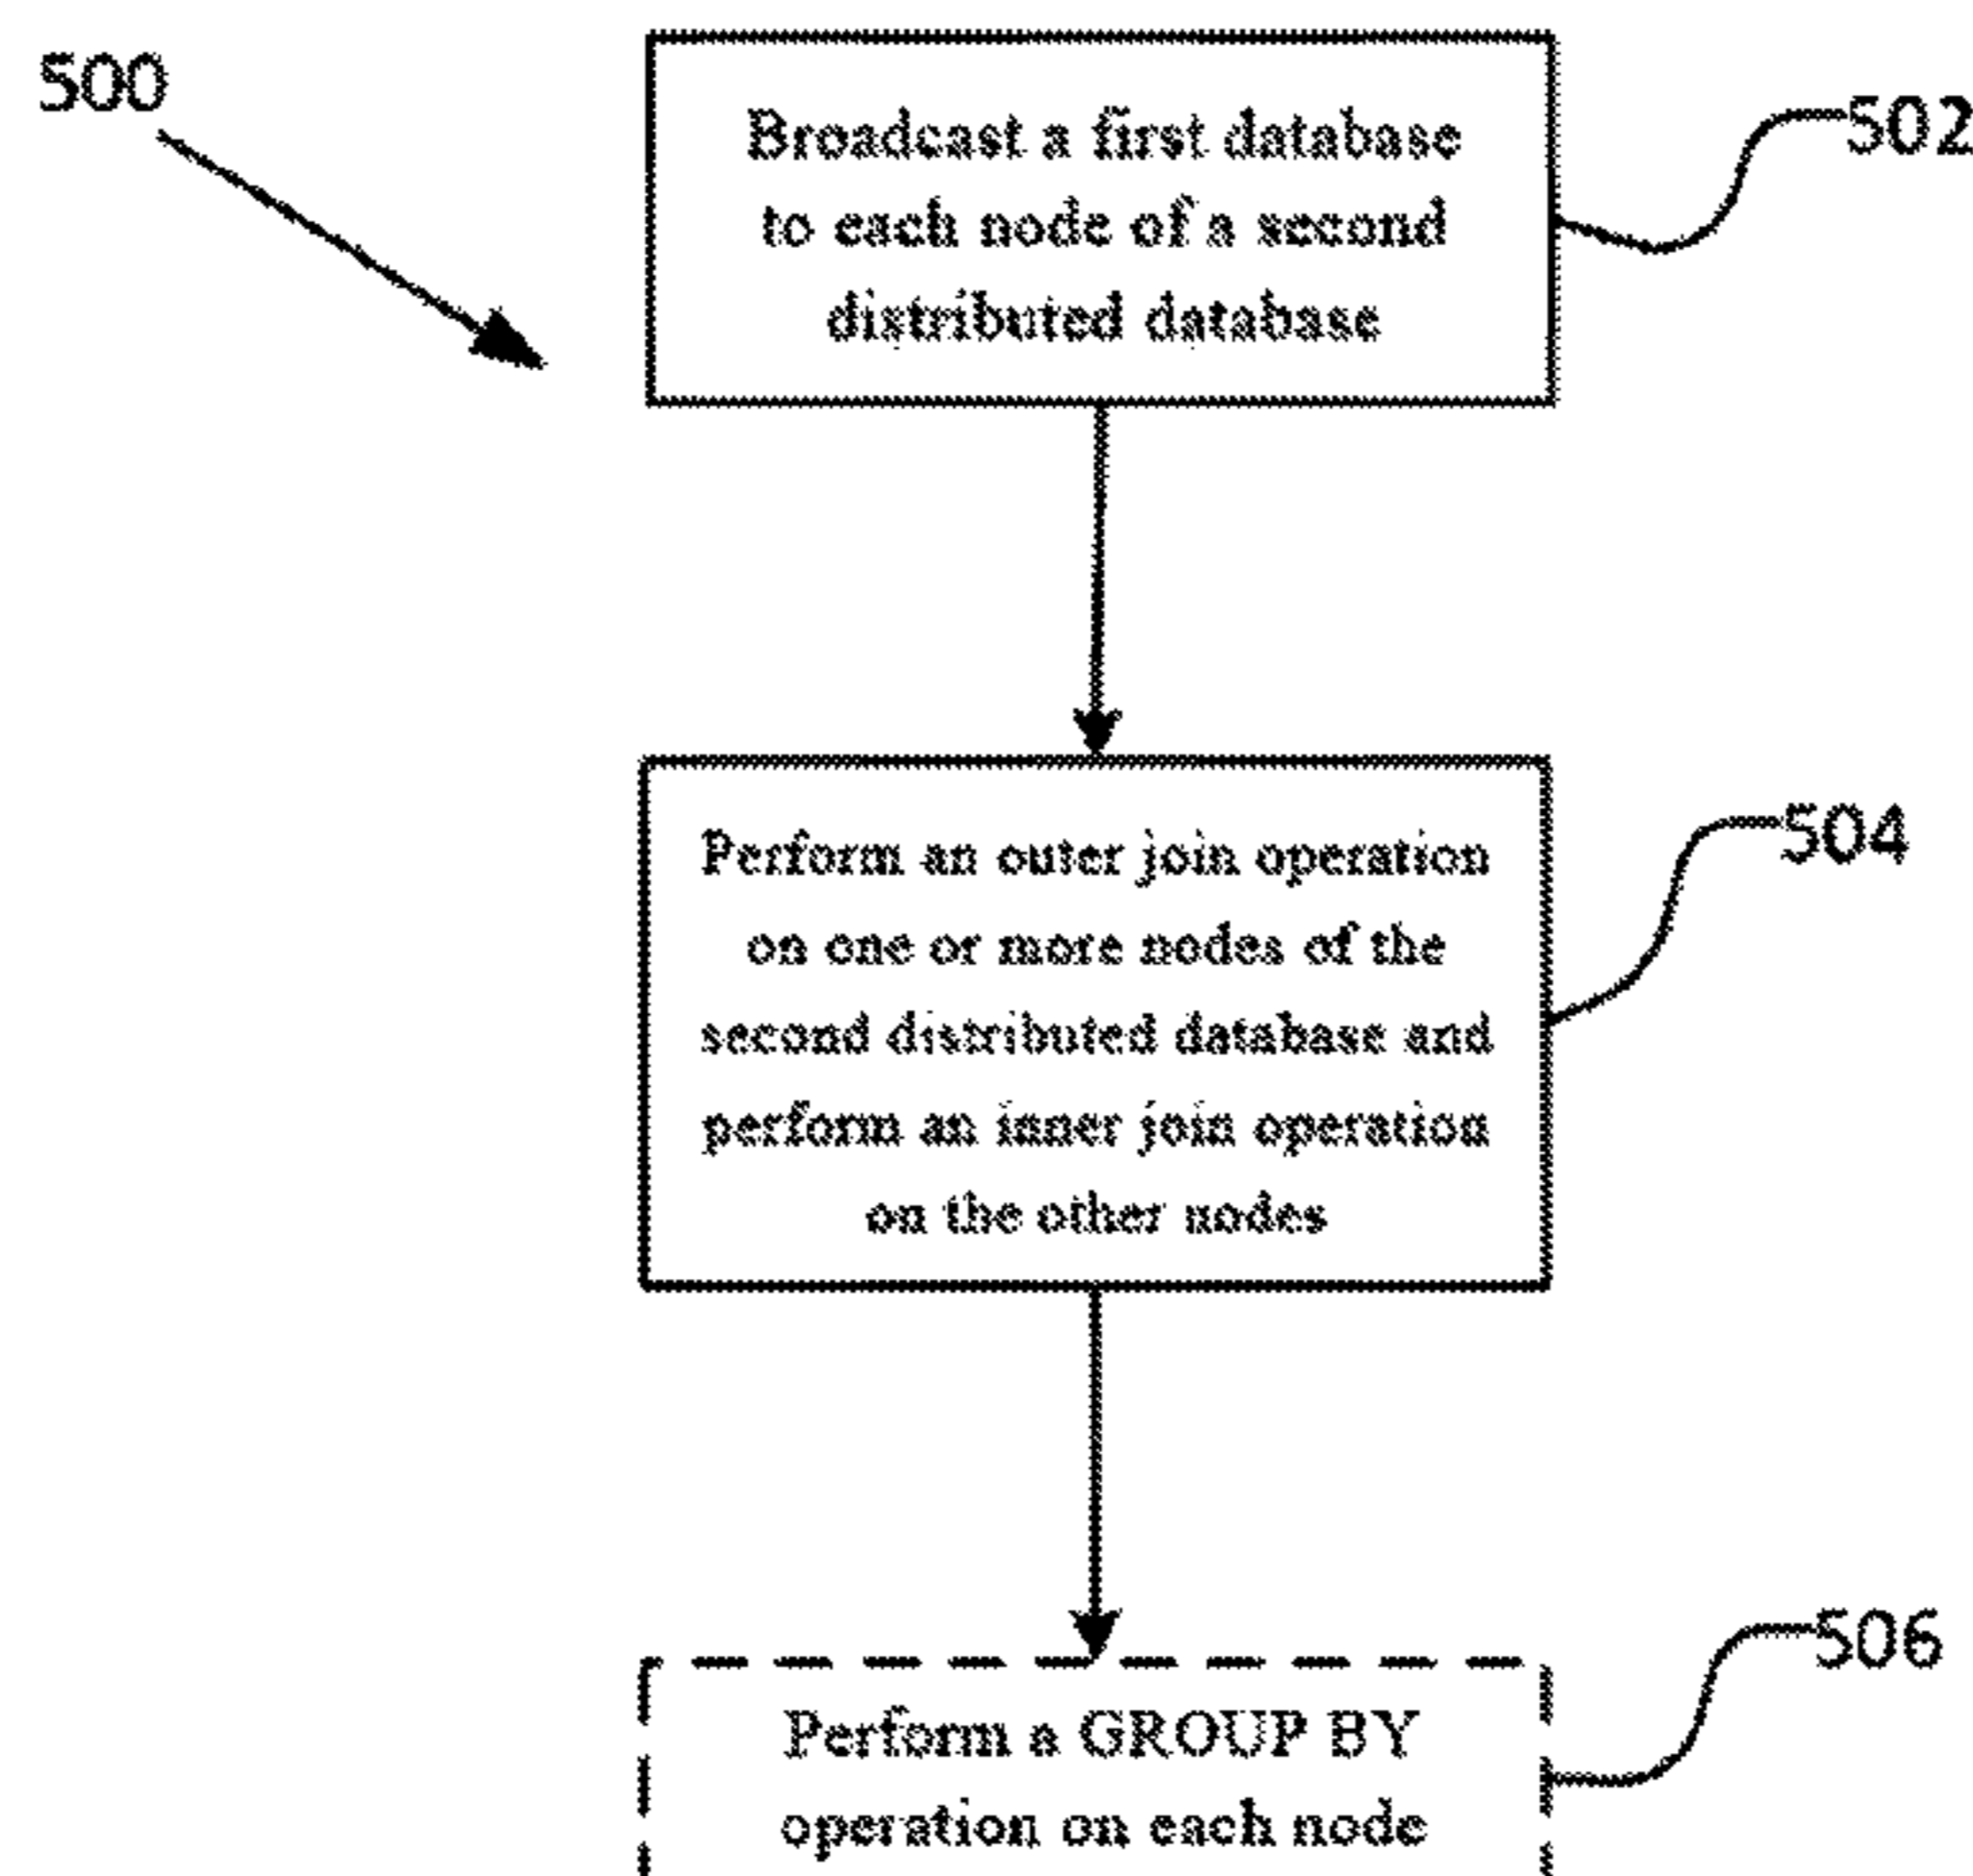 500
Broadcast a first database
to each node of a second
distributed database
502
Perform an outer join operation
on one or more nodes of the
second distributed database and
perform an inner join operation
on the other nodes
504
Perform a GROUP BY
operation on each node
506